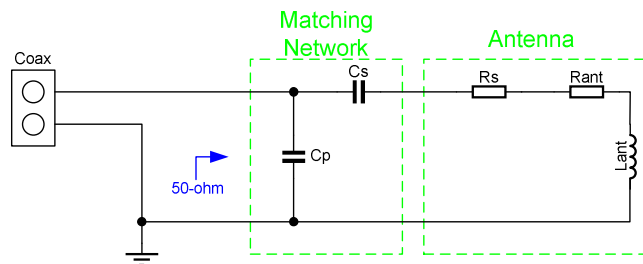 Matching
Network
Antenna
Coax
Cs
Rs
Rant
Cp
Lant
50-ohm